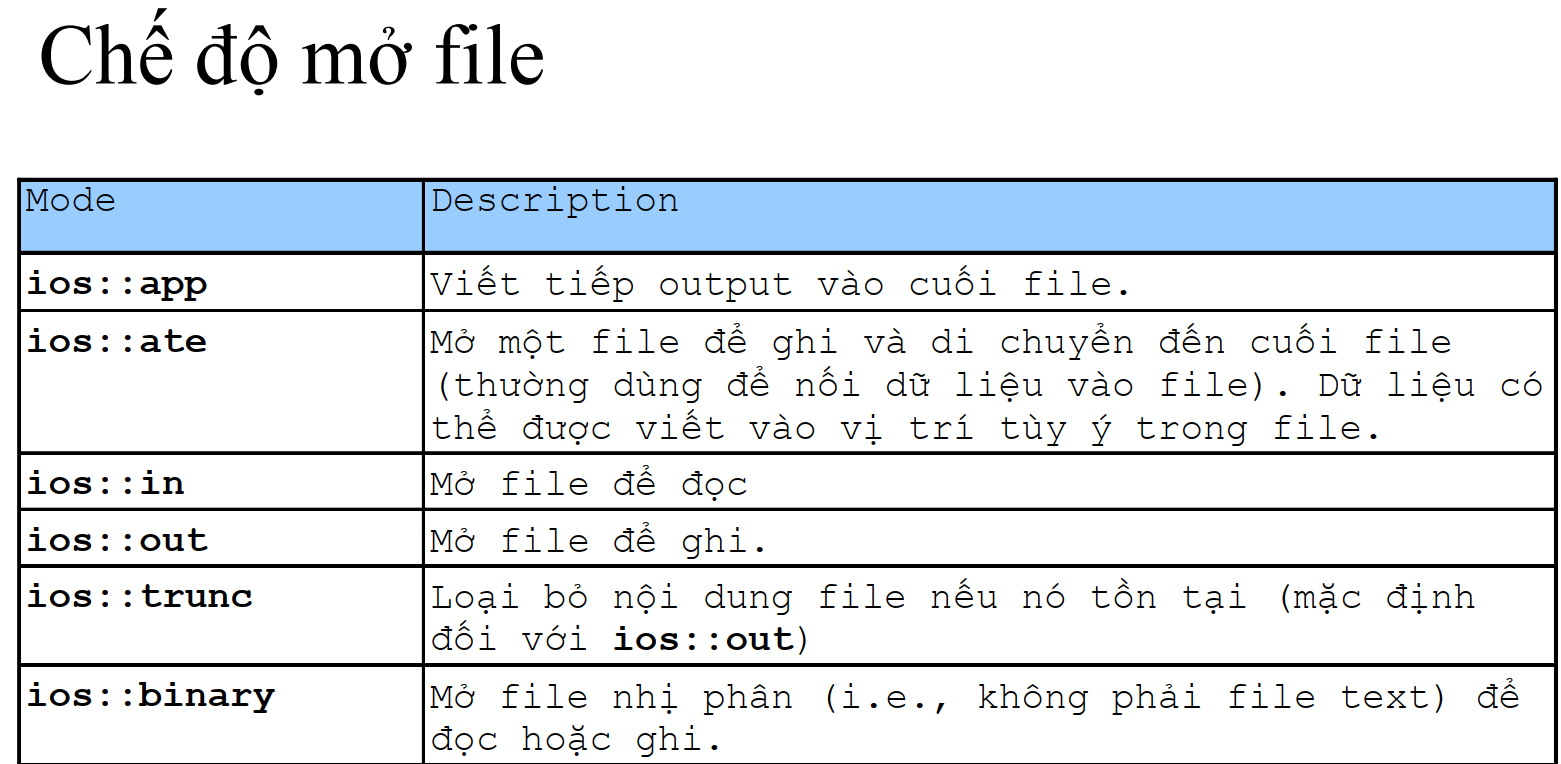 Chế độ mở file
Mode
Description
ios::app
Viết tiếp output vào cuối file.
ios::ate
Mở một file để ghi và di chuyển đến cuối file
(thường dùng để nối dữ liệu vào file). Dữ liệu có
thể được viết vào vị trí tùy ý trong file.
ios::in
Mở file để đọc
ios::out
Mở file để ghi.
ios::trunc
Loại bỏ nội dung file nếu nó tồn tại (mặc định
đối với ios::out)
ios::binary
Mở file nhị phân (i.e., không phải file text) để
đọc hoặc ghi.